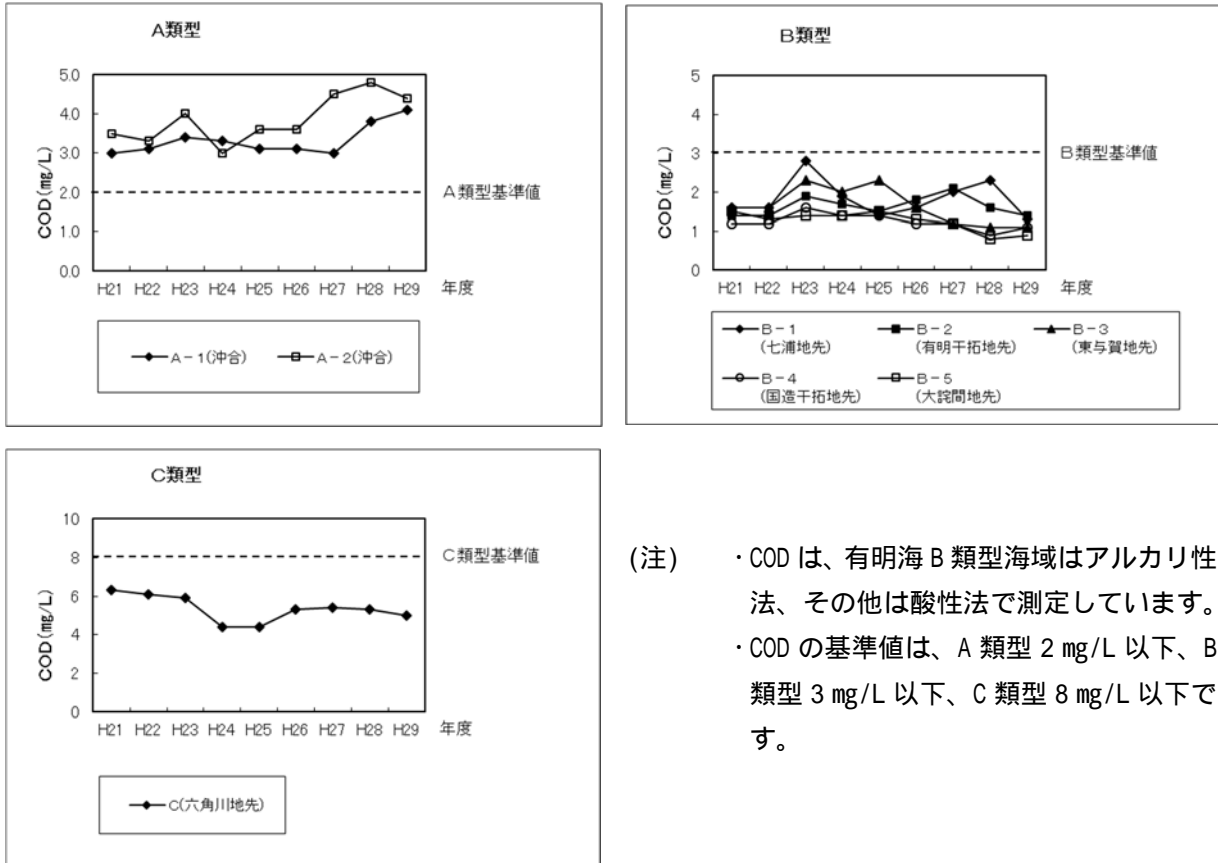 A類型
5.0
4.0
3.0
2.0
1.0
0.0
COD(㎎/L)
A類型基準値
H21 H22 H23 H24 H25 H26 H27 H28 H29 年度
A-1(沖合) A-2(沖合)
B類型
5
4
3
2
1
0
COD(㎎/L)
B類型基準値
H21 H22 H23 H24 H25 H26 H27 H28 H29 年度
B-1 B-2 B-3
(七浦地先) (有明干拓地先) (東与賀地先)
B-4 B-5
(国造干拓地先) (大詫間地先)
C類型
10
8
6
4
2
0
COD(㎎/L)
C類型基準値
H21 H22 H23 H24 H25 H26 H27 H28 H29 年度
C(六角川地先)
(注) ・COD は、有明海 B 類型海域はアルカリ性
法、その他は酸性法で測定しています。
・COD の基準値は、A 類型 2 ㎎/L 以下、B
類型 3 ㎎/L 以下、C 類型 8 ㎎/L 以下で
す。